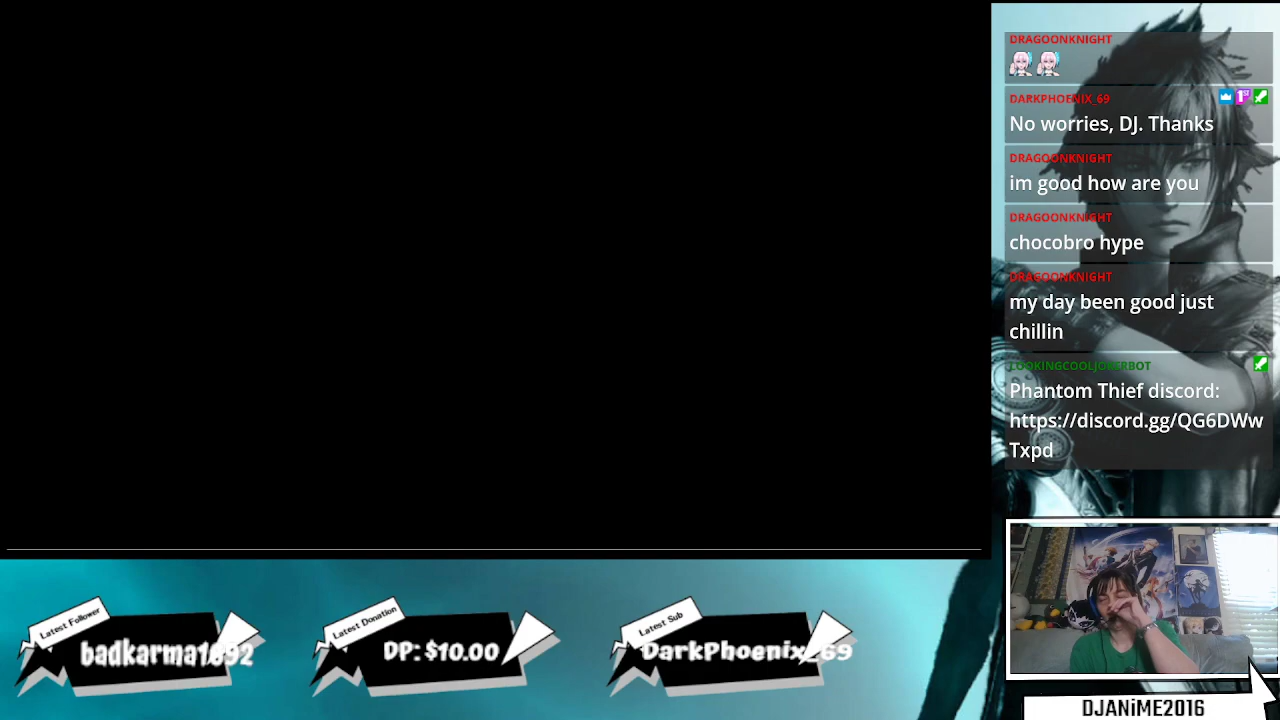 DRAGOONKNIGHT
DARKPHOENIX_69
1ST
No worries, DJ. Thanks
DRAGOONKNIGHT
im good how are you
DRAGOONKNIGHT
chocobro hype
DRAGOONKNIGHT
my day been good just
chillin
LOOKINGCOOLJOKERBOT
Phantom Thief discord:
https://discord.gg/QG6DWw
Txpd
Latest Follower
badkarma1692
Latest Donation
DP: $10.00
Latest Sub
DarkPhoenix_69
DJANiME2016